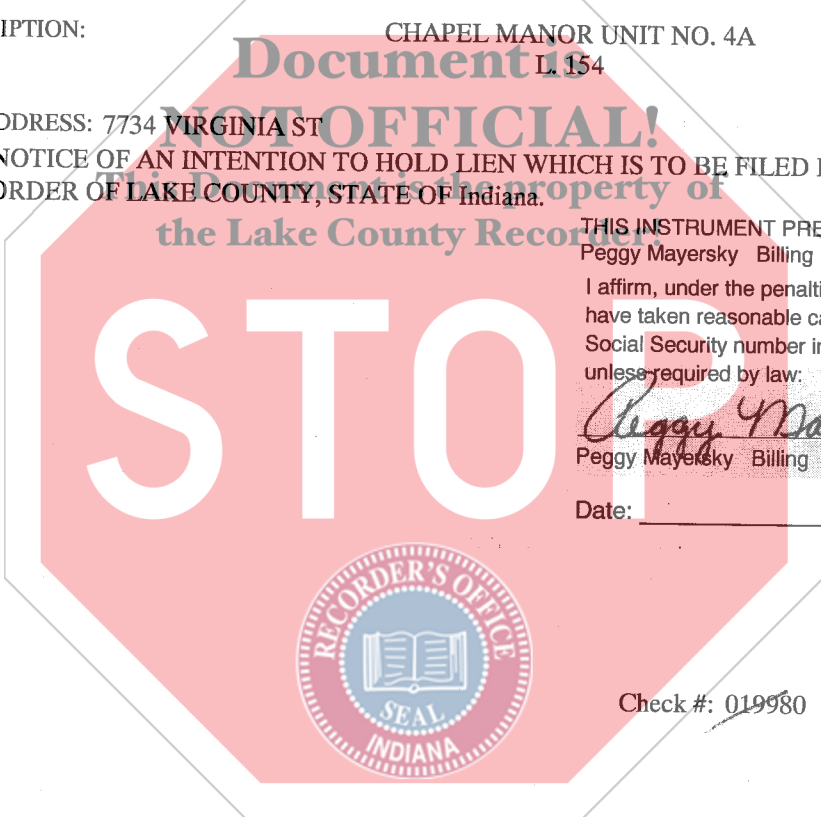 IPTION: CHAPEL MANOR UNIT NO. 4A
L. 154
Document is
DDRESS: 7734 VIRGINIA ST
NOT OFFICIAL!
NOTICE OF AN INTENTION TO HOLD LIEN WHICH IS TO BE FILED
ORDER OF LAKE COUNTY, STATE OF Indiana.
This Document is the property of
the Lake County Recorder!
THIS INSTRUMENT PRE
Peggy Mayersky Billing
I affirm, under the penalti
have taken reasonable ca
Social Security number in
unless required by law:
Peggy Ma
Peggy Mayersky Billing
Date:
STOP
RECORDER'S OFFICE
SEAL
INDIANA
Check #: 019980